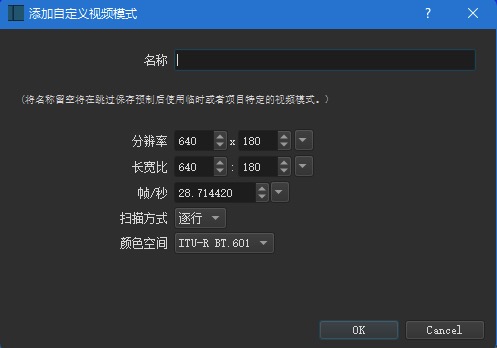 添加自定义视频模式 ?
名称
(将名称留空将在跳过保存预制后使用临时或者项目特定的视频模式。)
分辨率 640 x 180
长宽比 640 : 180
帧/秒 28.714420
扫描方式 逐行
颜色空间 ITU-R BT.601
OK Cancel